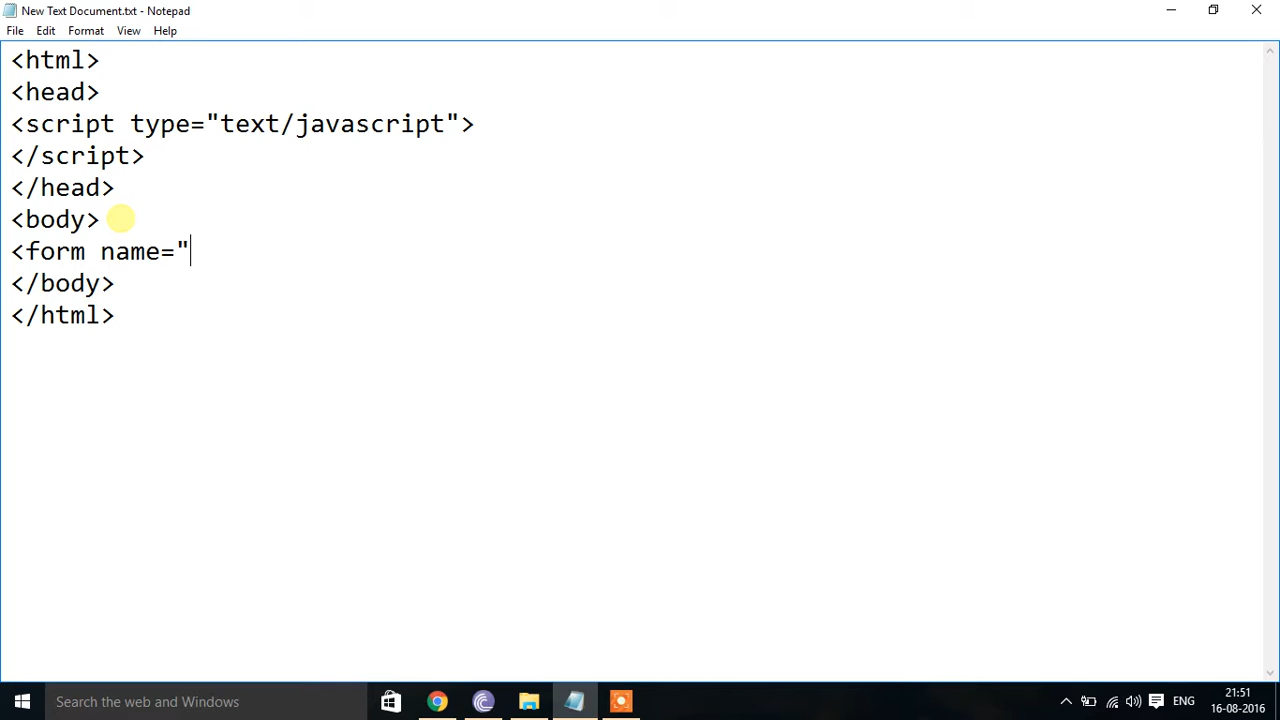 New Text Document.txt - Notepad
File Edit Format View Help
<html>
<head>
<script type="text/javascript">
</script>
</head>
<body>
<form name="
</body>
</html>
Search the web and Windows
ENG
21:51
16-08-2016